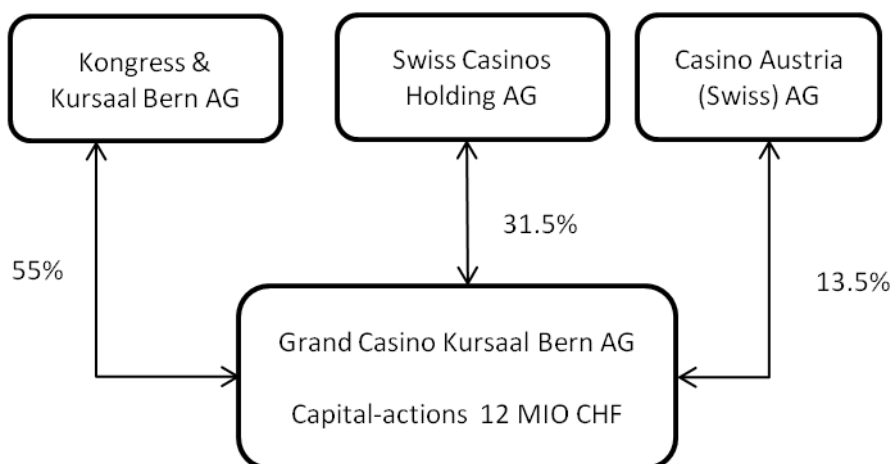 Kongress &
Kursaal Bern AG
Swiss Casinos
Holding AG
Casino Austria
(Swiss) AG
55%
31.5%
13.5%
Grand Casino Kursaal Bern AG
Capital-actions  12 MIO CHF